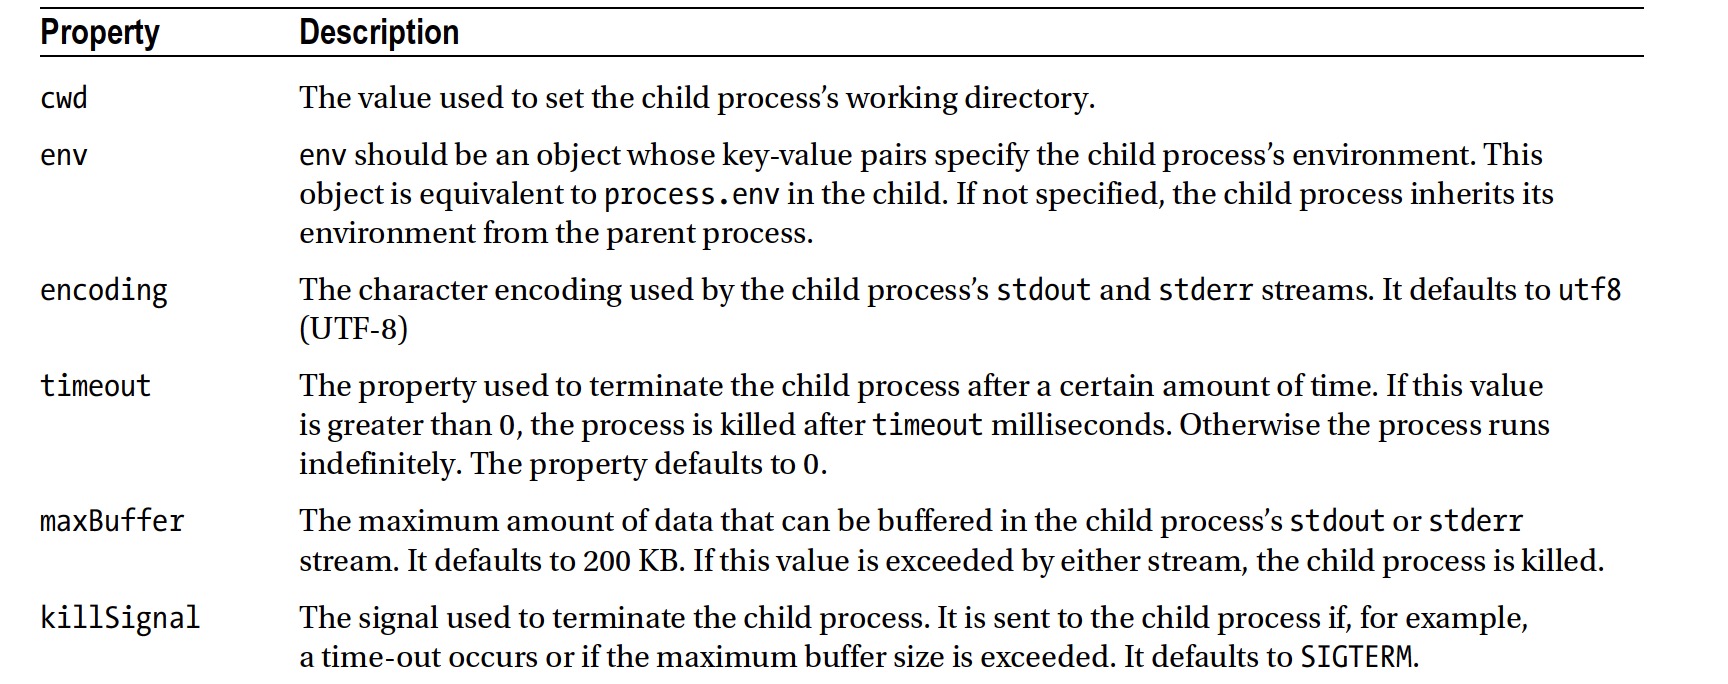 Property Description
cwd The value used to set the child process’s working directory.
env env should be an object whose key-value pairs specify the child process’s environment. This
object is equivalent to process.env in the child. If not specified, the child process inherits its
environment from the parent process.
encoding The character encoding used by the child process’s stdout and stderr streams. It defaults to utf8
(UTF-8)
timeout The property used to terminate the child process after a certain amount of time. If this value
is greater than 0, the process is killed after timeout milliseconds. Otherwise the process runs
indefinitely. The property defaults to 0.
maxBuffer The maximum amount of data that can be buffered in the child process’s stdout or stderr
stream. It defaults to 200 KB. If this value is exceeded by either stream, the child process is killed.
killSignal The signal used to terminate the child process. It is sent to the child process if, for example,
a time-out occurs or if the maximum buffer size is exceeded. It defaults to SIGTERM.